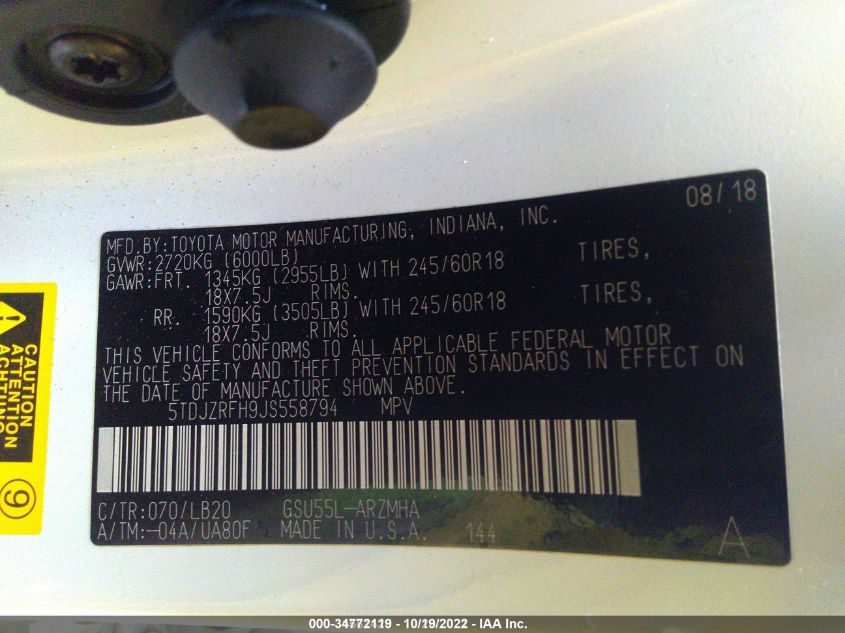 08/18
MFD.BY:TOYOTA MOTOR MANUFACTURING, INDIANA, INC.
GVWR:2720KG (6000LB)
GAWR:FRT. 1345KG (2955LB) WITH 245/60R18 TIRES,
18X7.5J RIMS.
RR. 1590KG (3505LB) WITH 245/60R18 TIRES,
18X7.5J RIMS.
THIS VEHICLE CONFORMS TO ALL APPLICABLE FEDERAL MOTOR
VEHICLE SAFETY AND THEFT PREVENTION STANDARDS IN EFFECT ON
THE DATE OF MANUFACTURE SHOWN ABOVE.
5TDJZRFH9JS558794 MPV
C/TR:070/LB20 GSU55L-ARZMHA
A/TM:-04A/UA80F MADE IN U.S.A. 144
A
CAUTION
ATTENTION
ACHTUNG
9
000-34772119 - 10/19/2022 - IAA Inc.